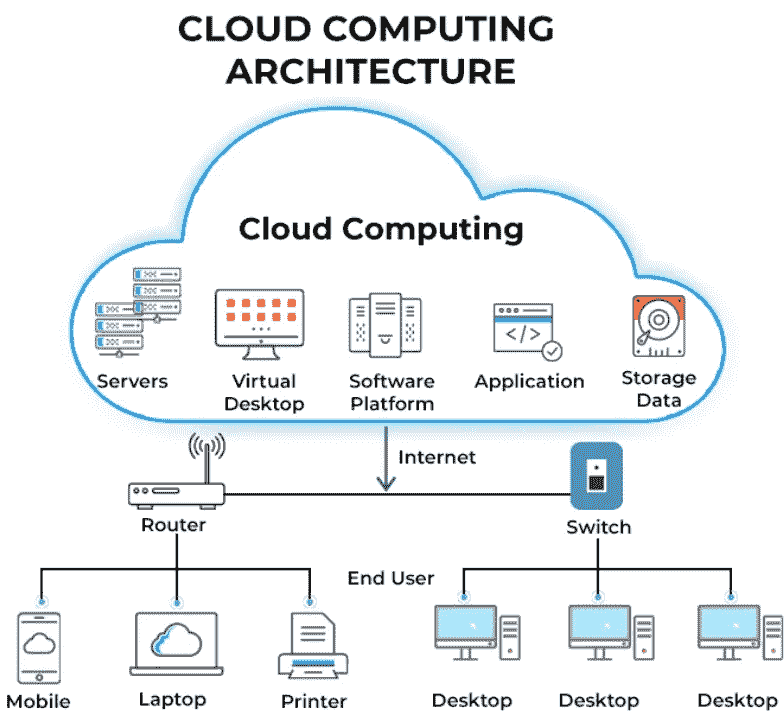 CLOUD COMPUTING
ARCHITECTURE
Cloud Computing
Servers
Virtual
Desktop
Software
Platform
</>
Application
Storage
Data
Internet
Router
Switch
End User
Mobile
Laptop
Printer
Desktop
Desktop
Desktop